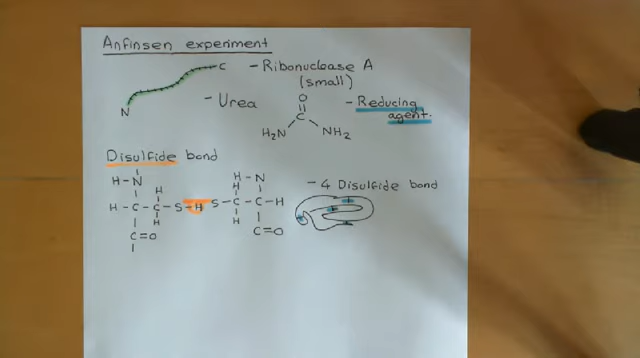 Anfinsen experiment
C - Ribonuclease A
(small)
N
- Urea
O
C
H₂N NH₂
- Reducing
agent.
Disulfide bond
H-N
H
H-C-C-S-H
H
C=O
H-N
H
S-C-C-H
H
C=O
- 4 Disulfide bond